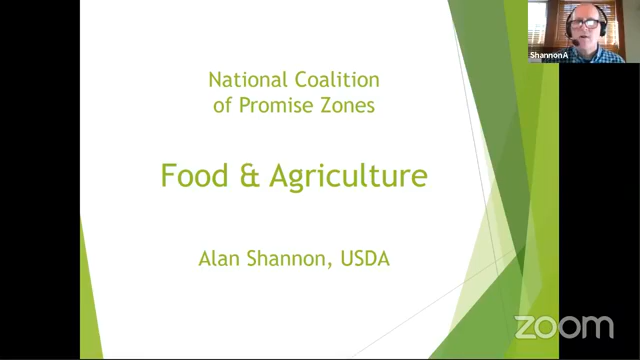 National Coalition
of Promise Zones
Food & Agriculture
Alan Shannon, USDA
ShannonA
zoom